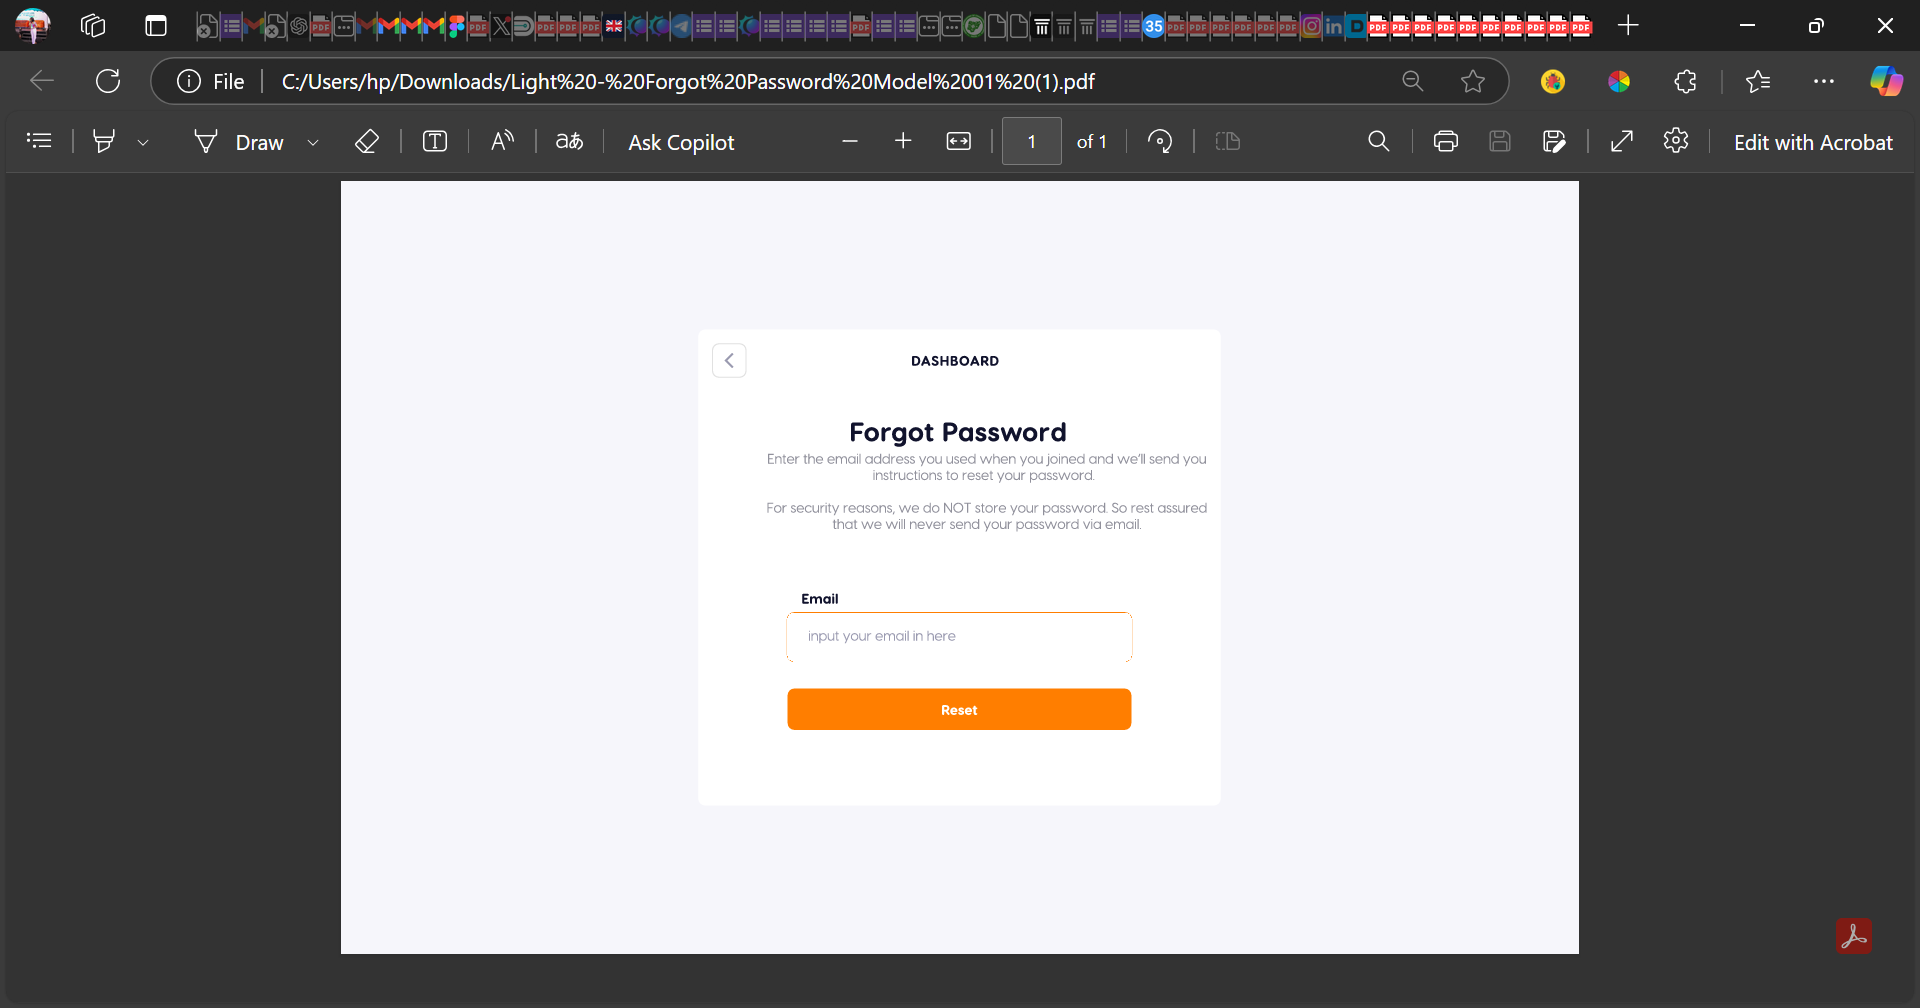 35
File
C:/Users/hp/Downloads/Light%20-%20Forgot%20Password%20Model%2001%20(1).pdf
Draw
T
A
aあ
Ask Copilot
1
of 1
Edit with Acrobat
DASHBOARD
Forgot Password
Enter the email address you used when you joined and we'll send you
instructions to reset your password.
For security reasons, we do NOT store your password. So rest assured
that we will never send your password via email.
Email
input your email in here
Reset